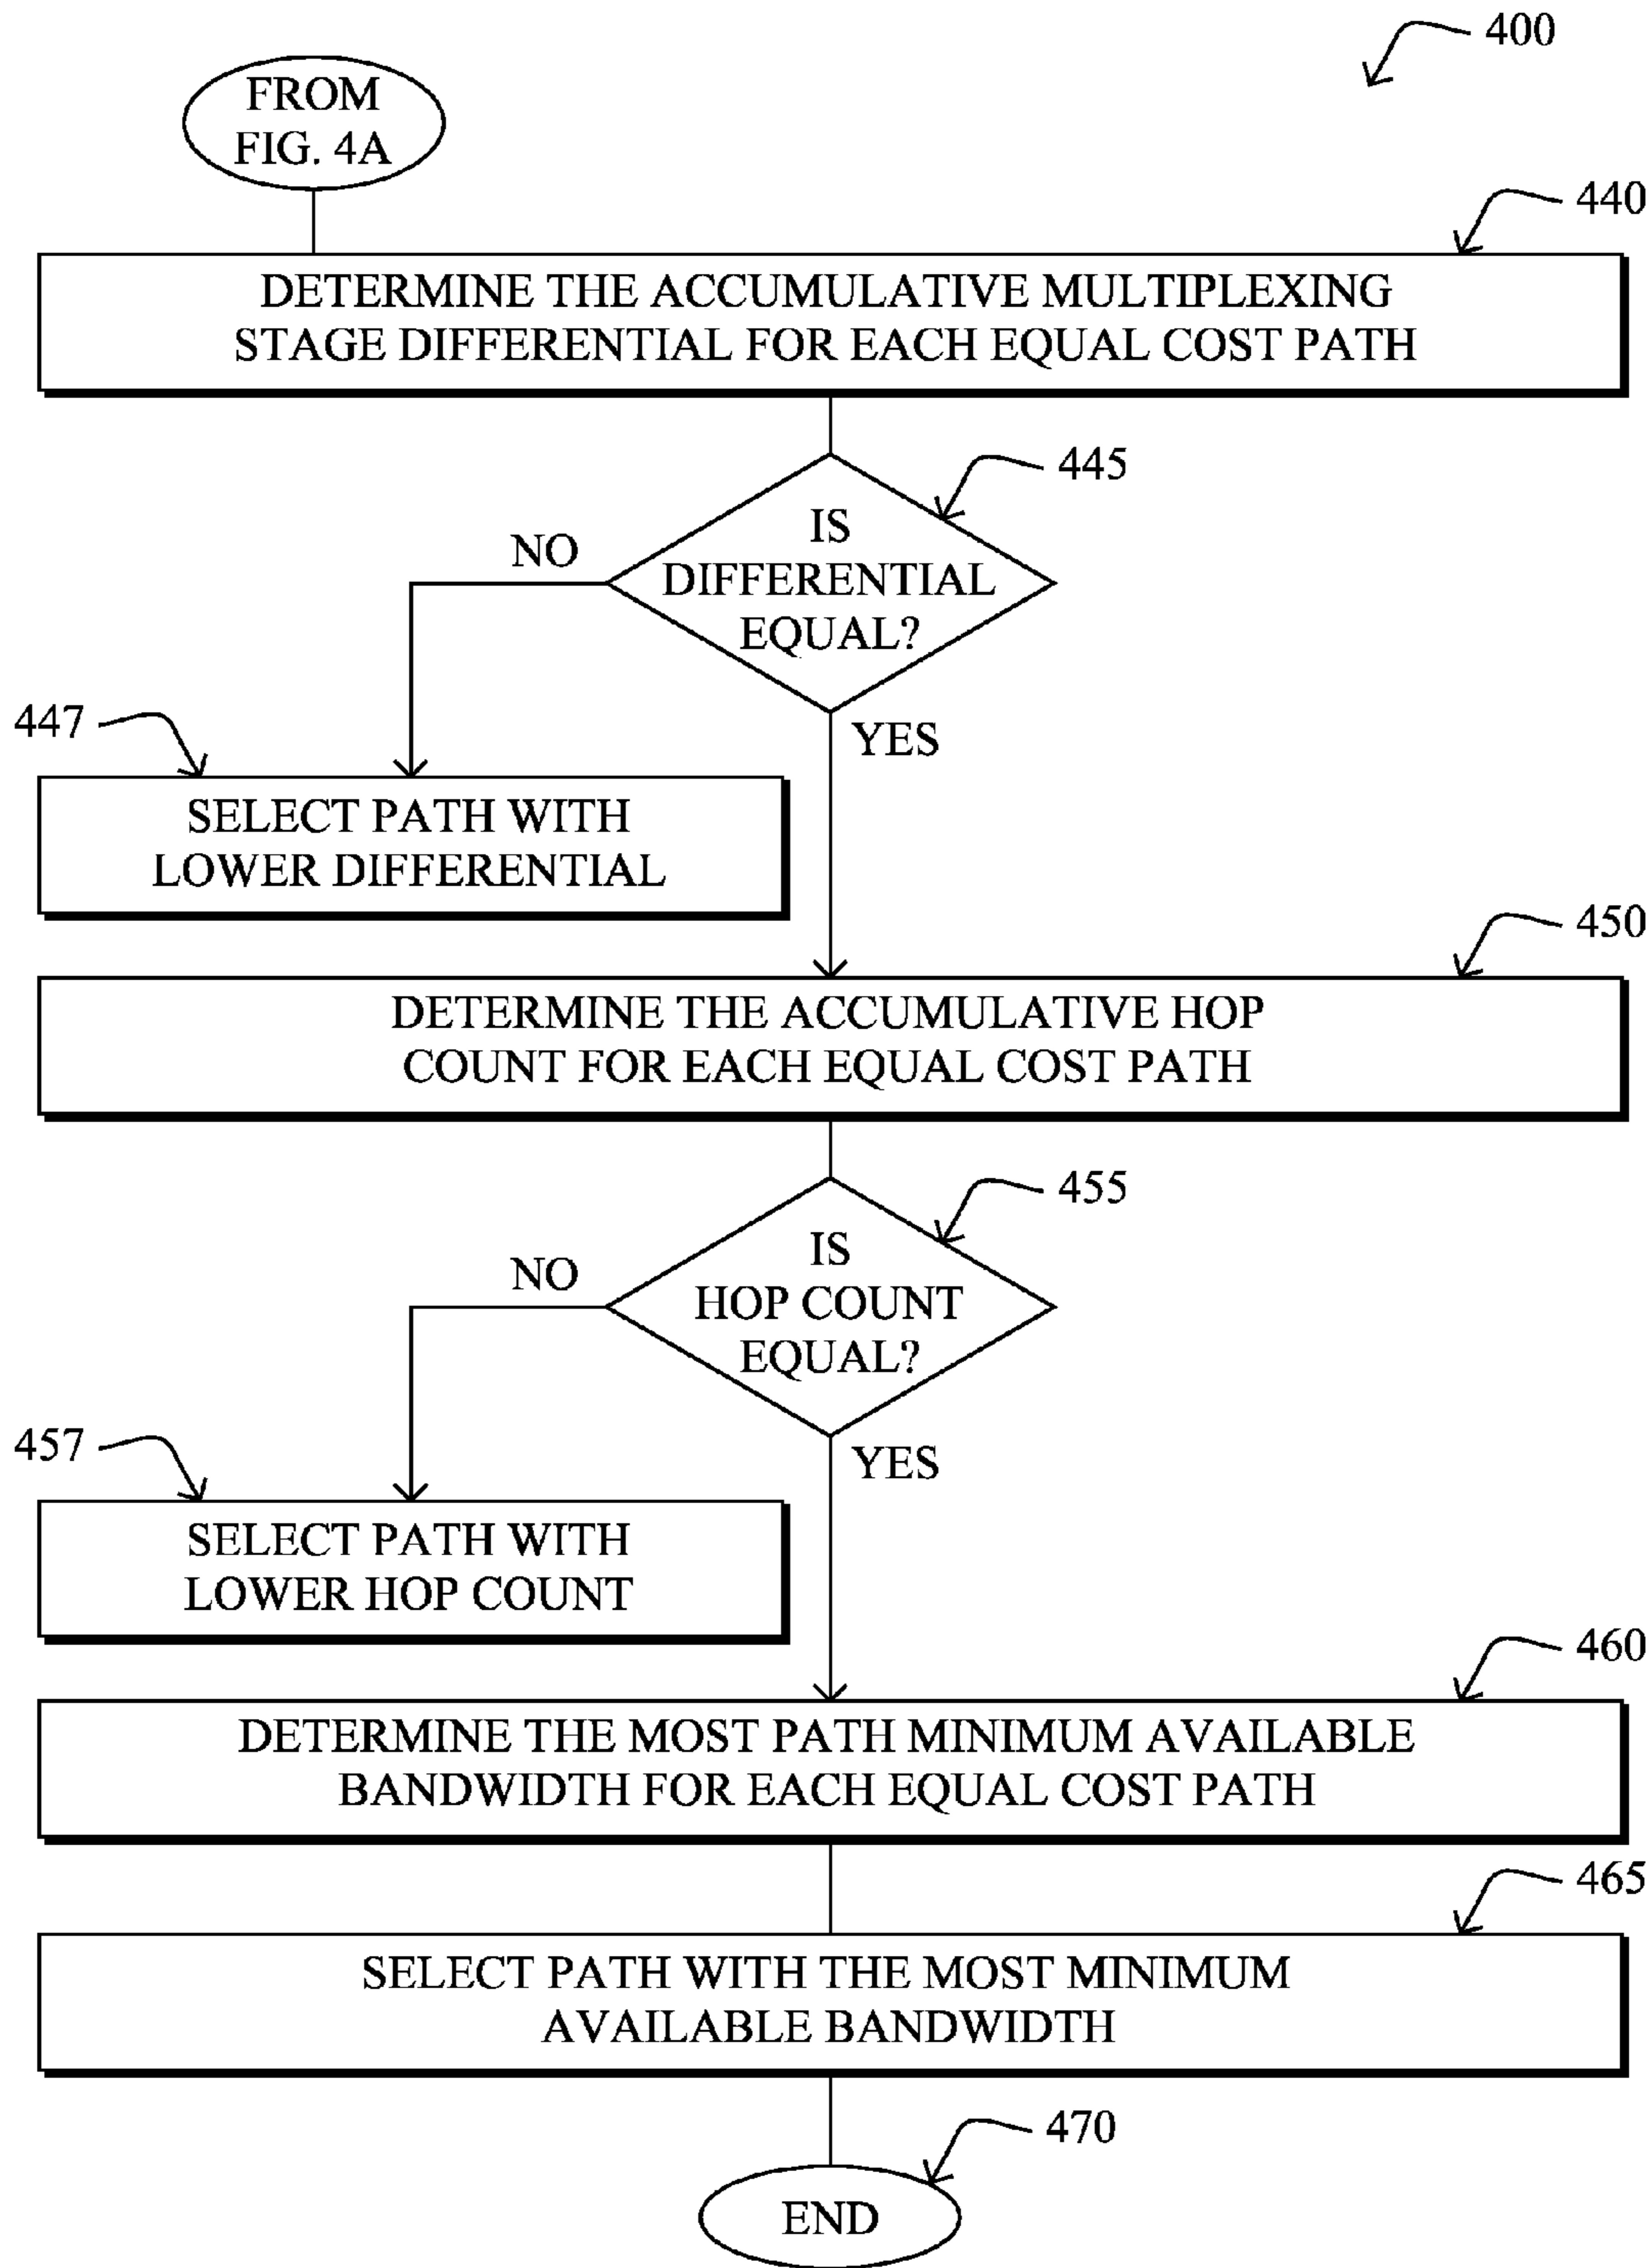 400
FROM
FIG. 4A
440
DETERMINE THE ACCUMULATIVE MULTIPLEXING
STAGE DIFFERENTIAL FOR EACH EQUAL COST PATH
445
IS
DIFFERENTIAL
EQUAL?
NO
YES
447
SELECT PATH WITH
LOWER DIFFERENTIAL
450
DETERMINE THE ACCUMULATIVE HOP
COUNT FOR EACH EQUAL COST PATH
455
IS
HOP COUNT
EQUAL?
NO
YES
457
SELECT PATH WITH
LOWER HOP COUNT
460
DETERMINE THE MOST PATH MINIMUM AVAILABLE
BANDWIDTH FOR EACH EQUAL COST PATH
465
SELECT PATH WITH THE MOST MINIMUM
AVAILABLE BANDWIDTH
470
END